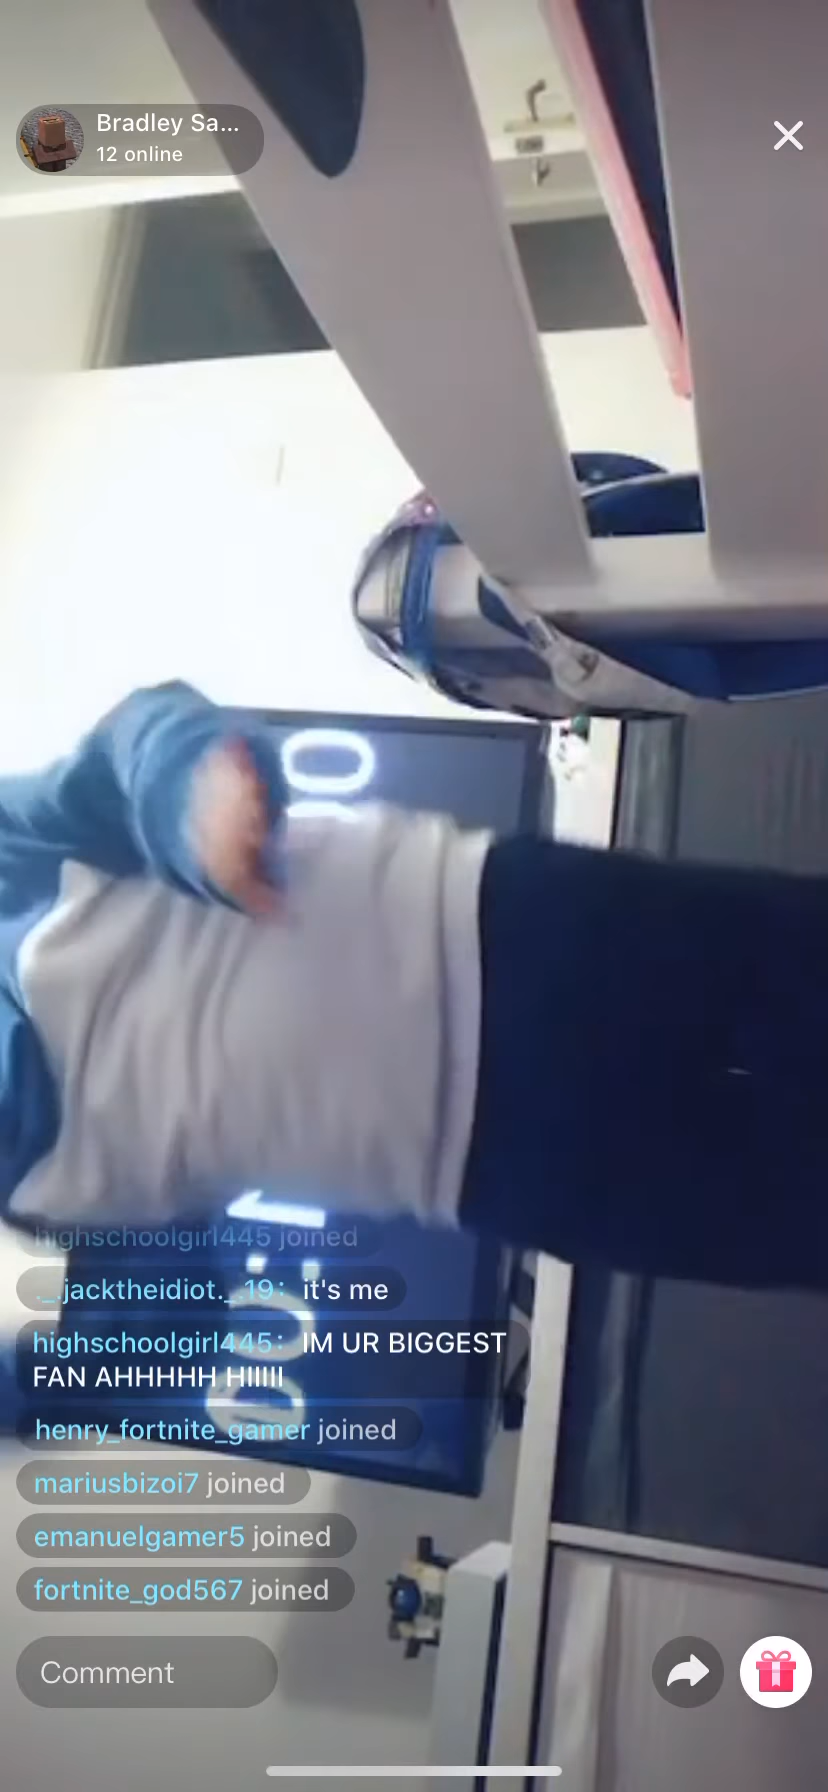 Bradley Sa...
12 online
highschoolgirl445 joined
._.jacktheidiot._.19: it's me
highschoolgirl445: IM UR BIGGEST
FAN AHHHHH HIIIII
henry_fortnite_gamer joined
mariusbizoi7 joined
emanuelgamer5 joined
fortnite_god567 joined
Comment